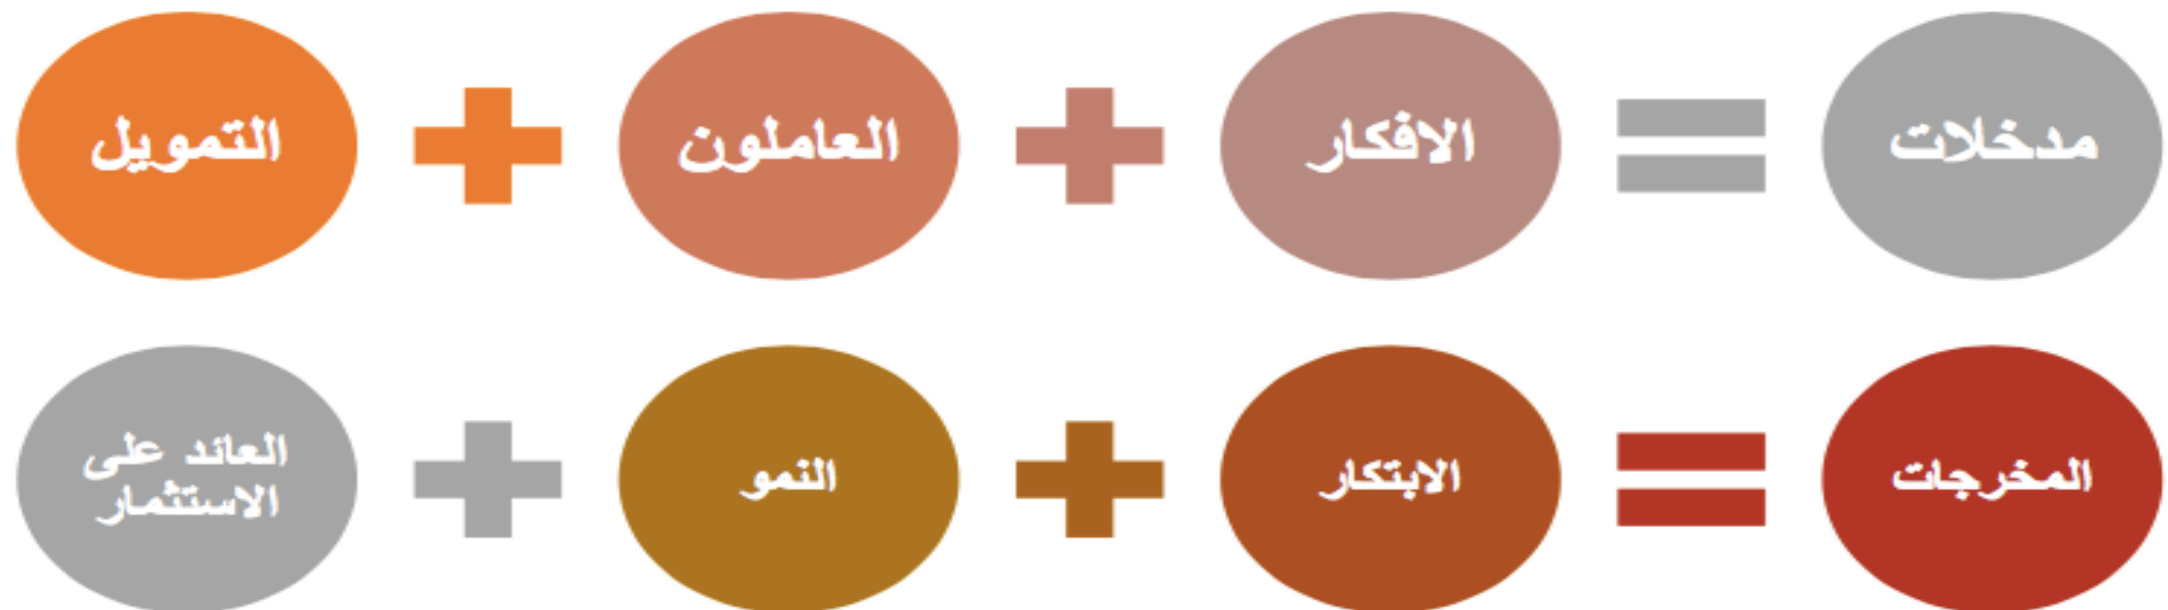 التمويل
العاملون
الافكار
مدخلات
العائد على
الاستثمار
النمو
الابتكار
المخرجات